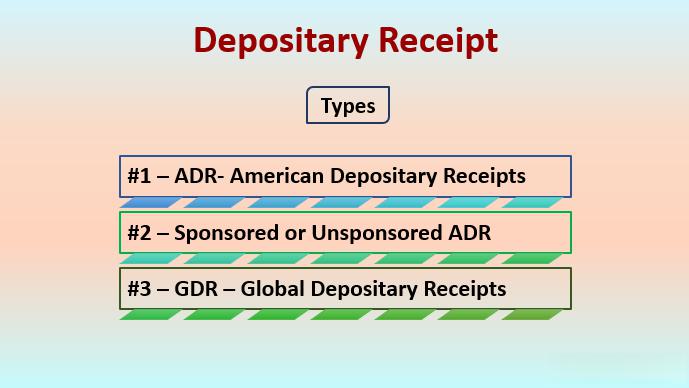 Depositary Receipt
Types
#1 – ADR- American Depositary Receipts
#2 – Sponsored or Unsponsored ADR
#3 – GDR – Global Depositary Receipts